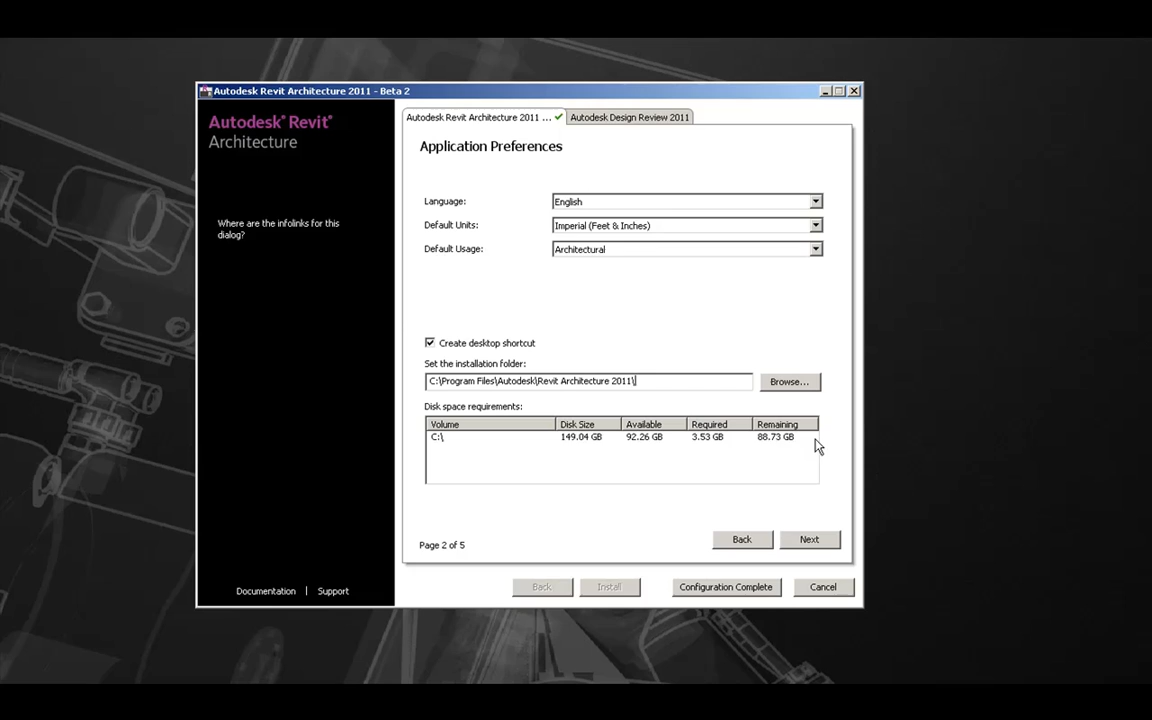 Autodesk Revit Architecture 2011 - Beta 2
Autodesk® Revit®
Architecture
Where are the infolinks for this
dialog?
Documentation | Support
Autodesk Revit Architecture 2011 ...
Autodesk Design Review 2011
Application Preferences
Language: English
Default Units: Imperial (Feet & Inches)
Default Usage: Architectural
Create desktop shortcut
Set the installation folder:
C:\Program Files\Autodesk\Revit Architecture 2011\
Browse...
Disk space requirements:
Volume Disk Size Available Required Remaining
C:\ 149.04 GB 92.26 GB 3.53 GB 88.73 GB
Page 2 of 5
Back Next
Back Install Configuration Complete Cancel